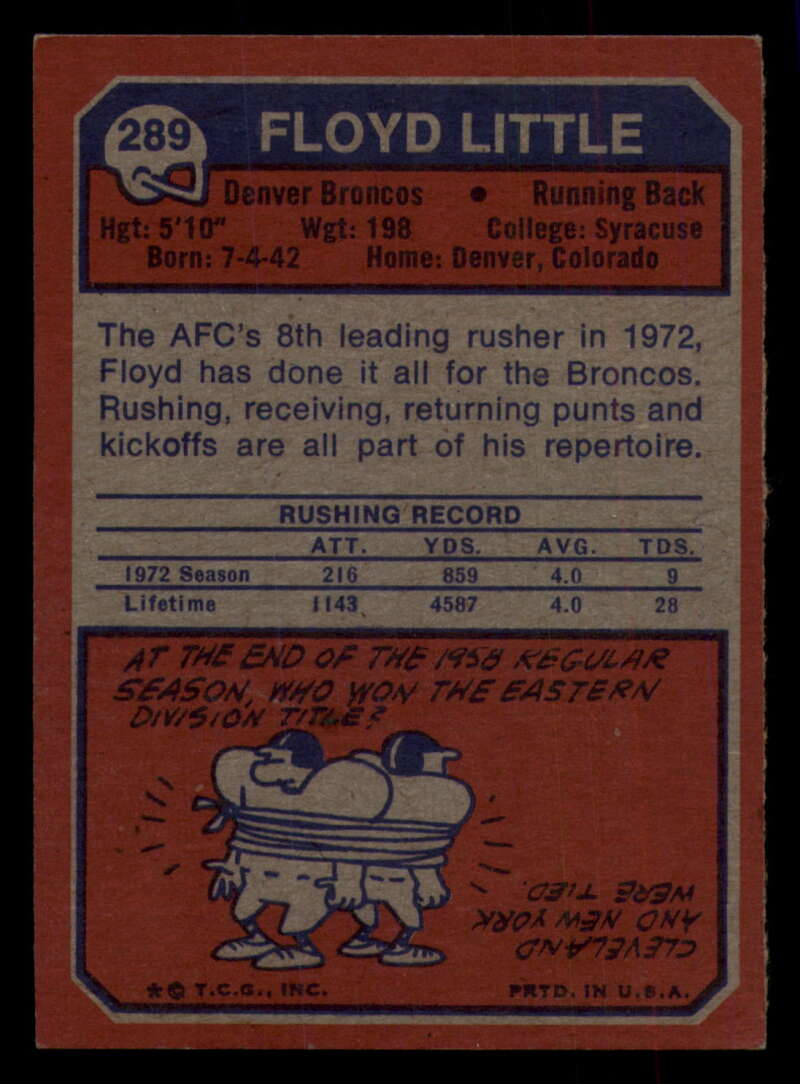 289
FLOYD LITTLE
Denver Broncos • Running Back
Hgt: 5'10" Wgt: 198 College: Syracuse
Born: 7-4-42 Home: Denver, Colorado
The AFC's 8th leading rusher in 1972,
Floyd has done it all for the Broncos.
Rushing, receiving, returning punts and
kickoffs are all part of his repertoire.
RUSHING RECORD
ATT. YDS. AVG. TDS.
1972 Season 216 859 4.0 9
Lifetime 1143 4587 4.0 28
AT THE END OF THE 1958 REGULAR
SEASON, WHO WON THE EASTERN
DIVISION TITLE?
CLEVELAND
AND NEW YORK
WERE TIED.
* © T.C.G., INC. PRTD. IN U.S.A.